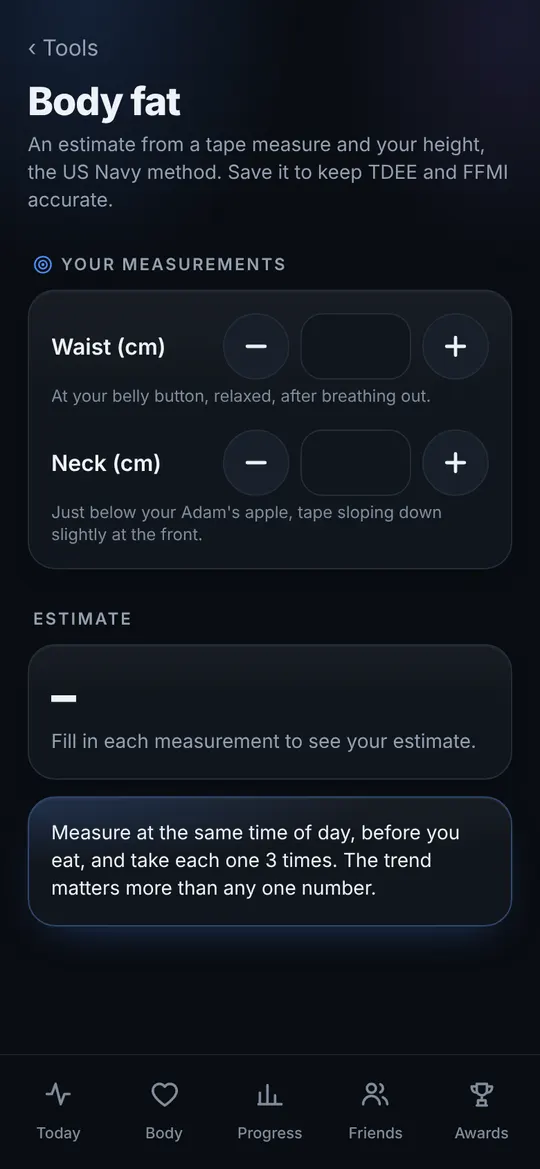 ‹ Tools
Body fat
An estimate from a tape measure and your height,
the US Navy method. Save it to keep TDEE and FFMI
accurate.
YOUR MEASUREMENTS
Waist (cm)
At your belly button, relaxed, after breathing out.
Neck (cm)
Just below your Adam's apple, tape sloping down
slightly at the front.
ESTIMATE
–
Fill in each measurement to see your estimate.
Measure at the same time of day, before you
eat, and take each one 3 times. The trend
matters more than any one number.
Today Body Progress Friends Awards